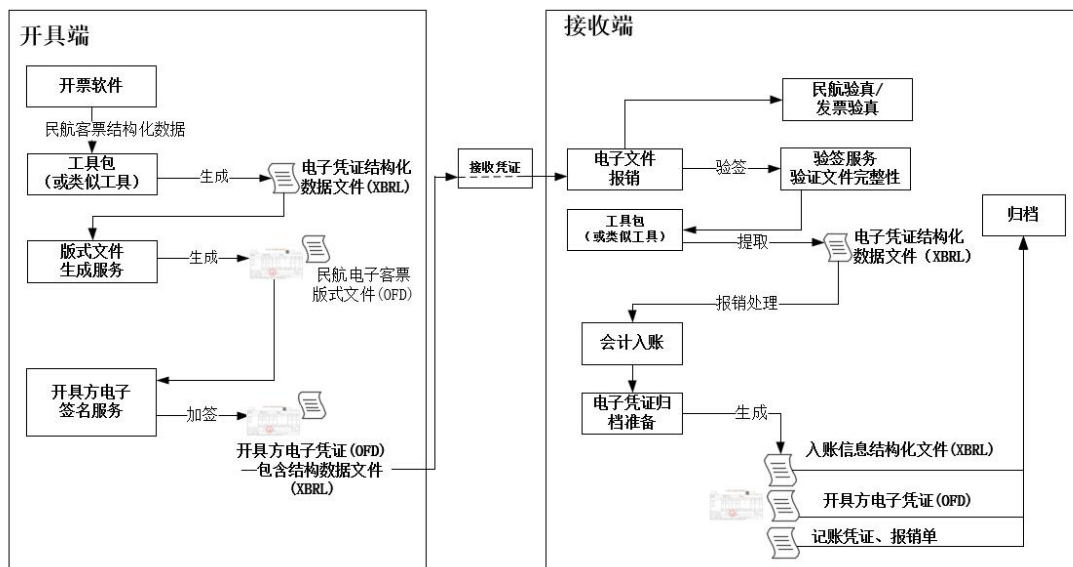 开具端
开票软件
民航客票结构化数据
工具包
（或类似工具）
生成
电子凭证结构化
数据文件(XBRL)
版式文件
生成服务
生成
民航电子客票
版式文件(OFD)
开具方电子
签名服务
加签
开具方电子凭证(OFD)
—包含结构数据文件
(XBRL)
接收凭证
接收端
民航验真/
发票验真
电子文件
报销
验签
验签服务
验证文件完整性
工具包
（或类似工具）
提取
电子凭证结构化
数据文件（XBRL)
归档
报销处理
会计入账
电子凭证归
档准备
生成
入账信息结构化文件(XBRL)
开具方电子凭证(OFD)
记账凭证、报销单